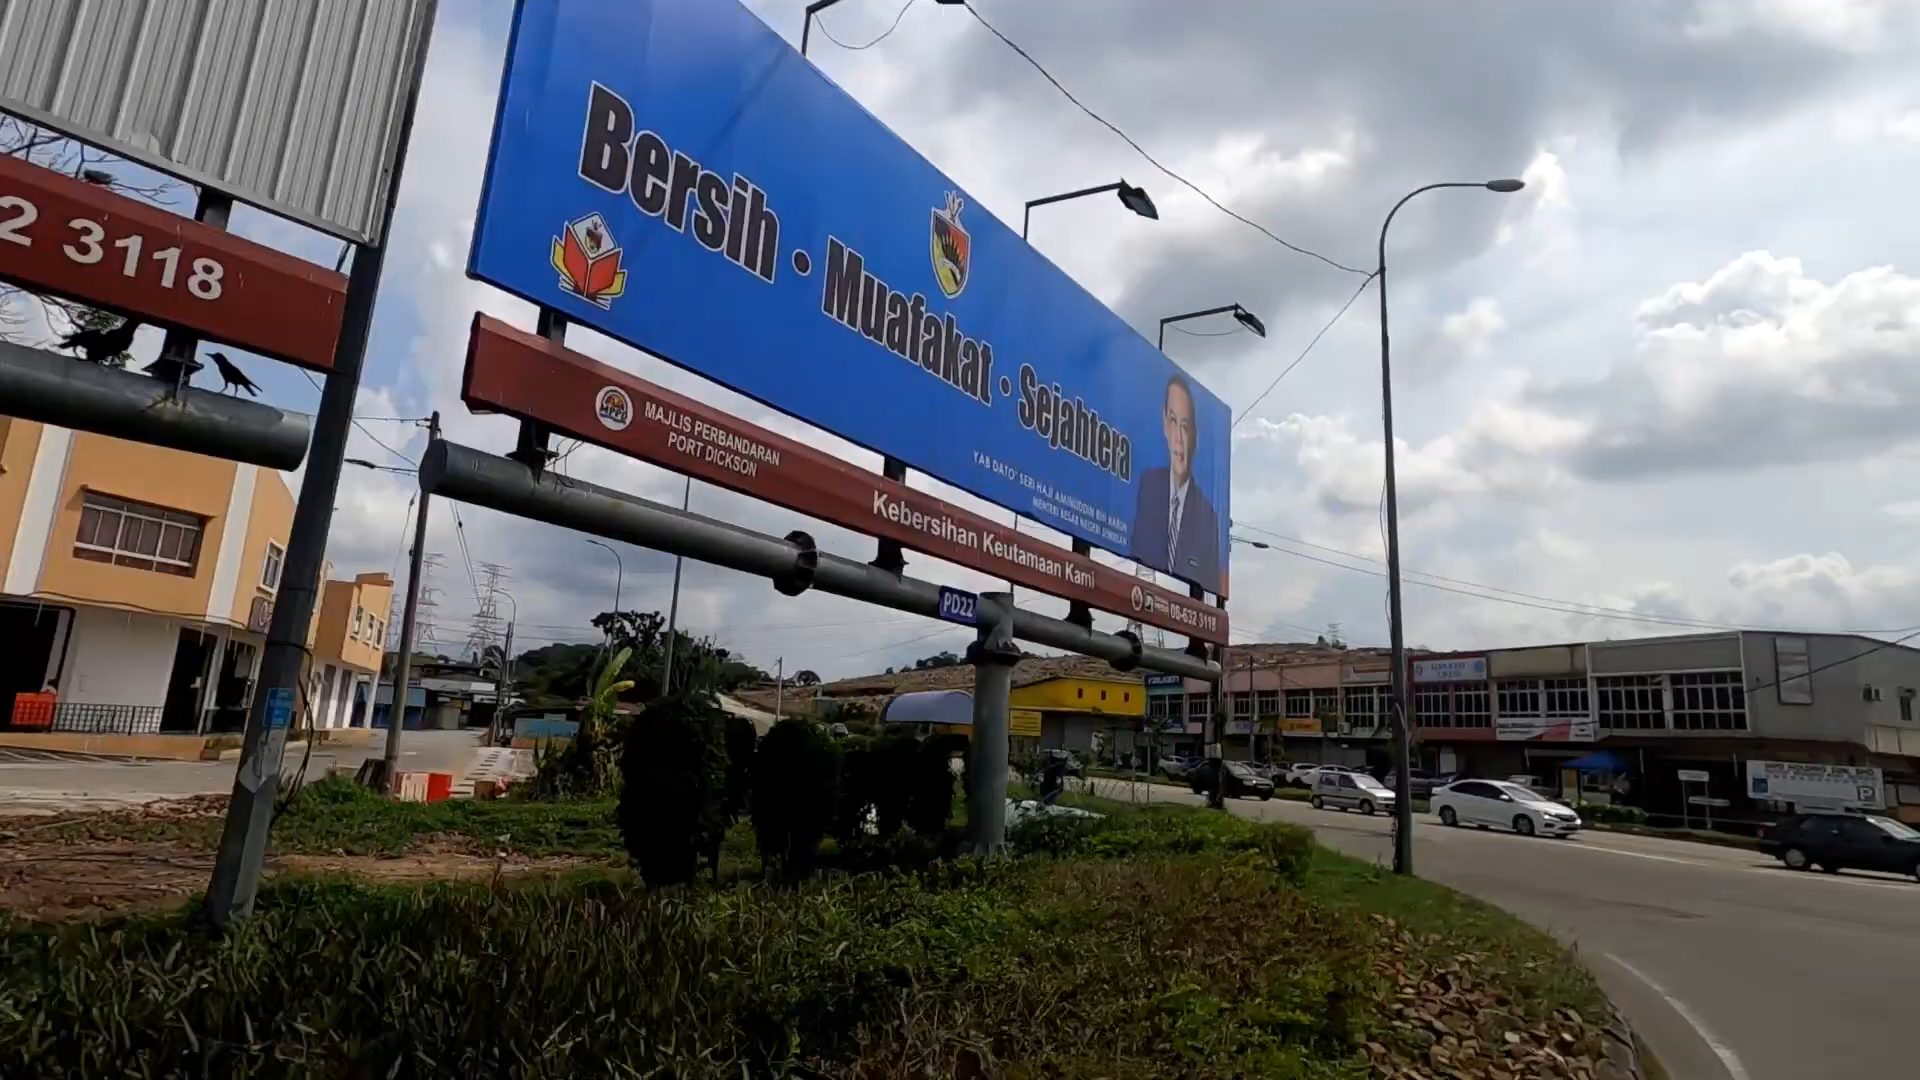 2 3118
Bersih • Muafakat • Sejahtera
YAB DATO' SERI HAJI AMINUDDIN BIN HARUN
MENTERI BESAR NEGERI SEMBILAN
MPPD
MAJLIS PERBANDARAN
PORT DICKSON
Kebersihan Keutamaan Kami
06-632 3118
PD22
P